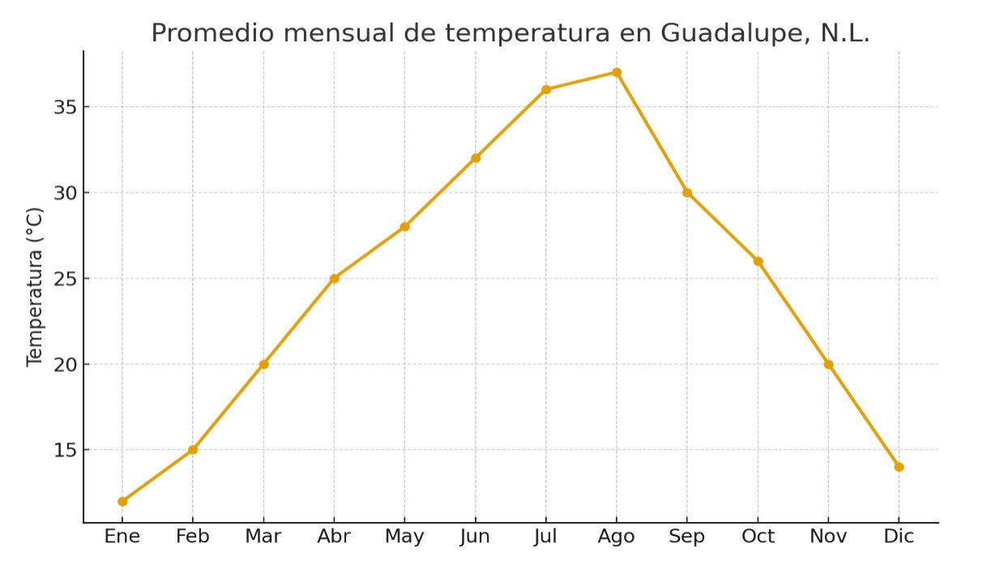 Promedio mensual de temperatura en Guadalupe, N.L.
Temperatura (°C)
35
30
25
20
15
Ene Feb Mar Abr May Jun Jul Ago Sep Oct Nov Dic